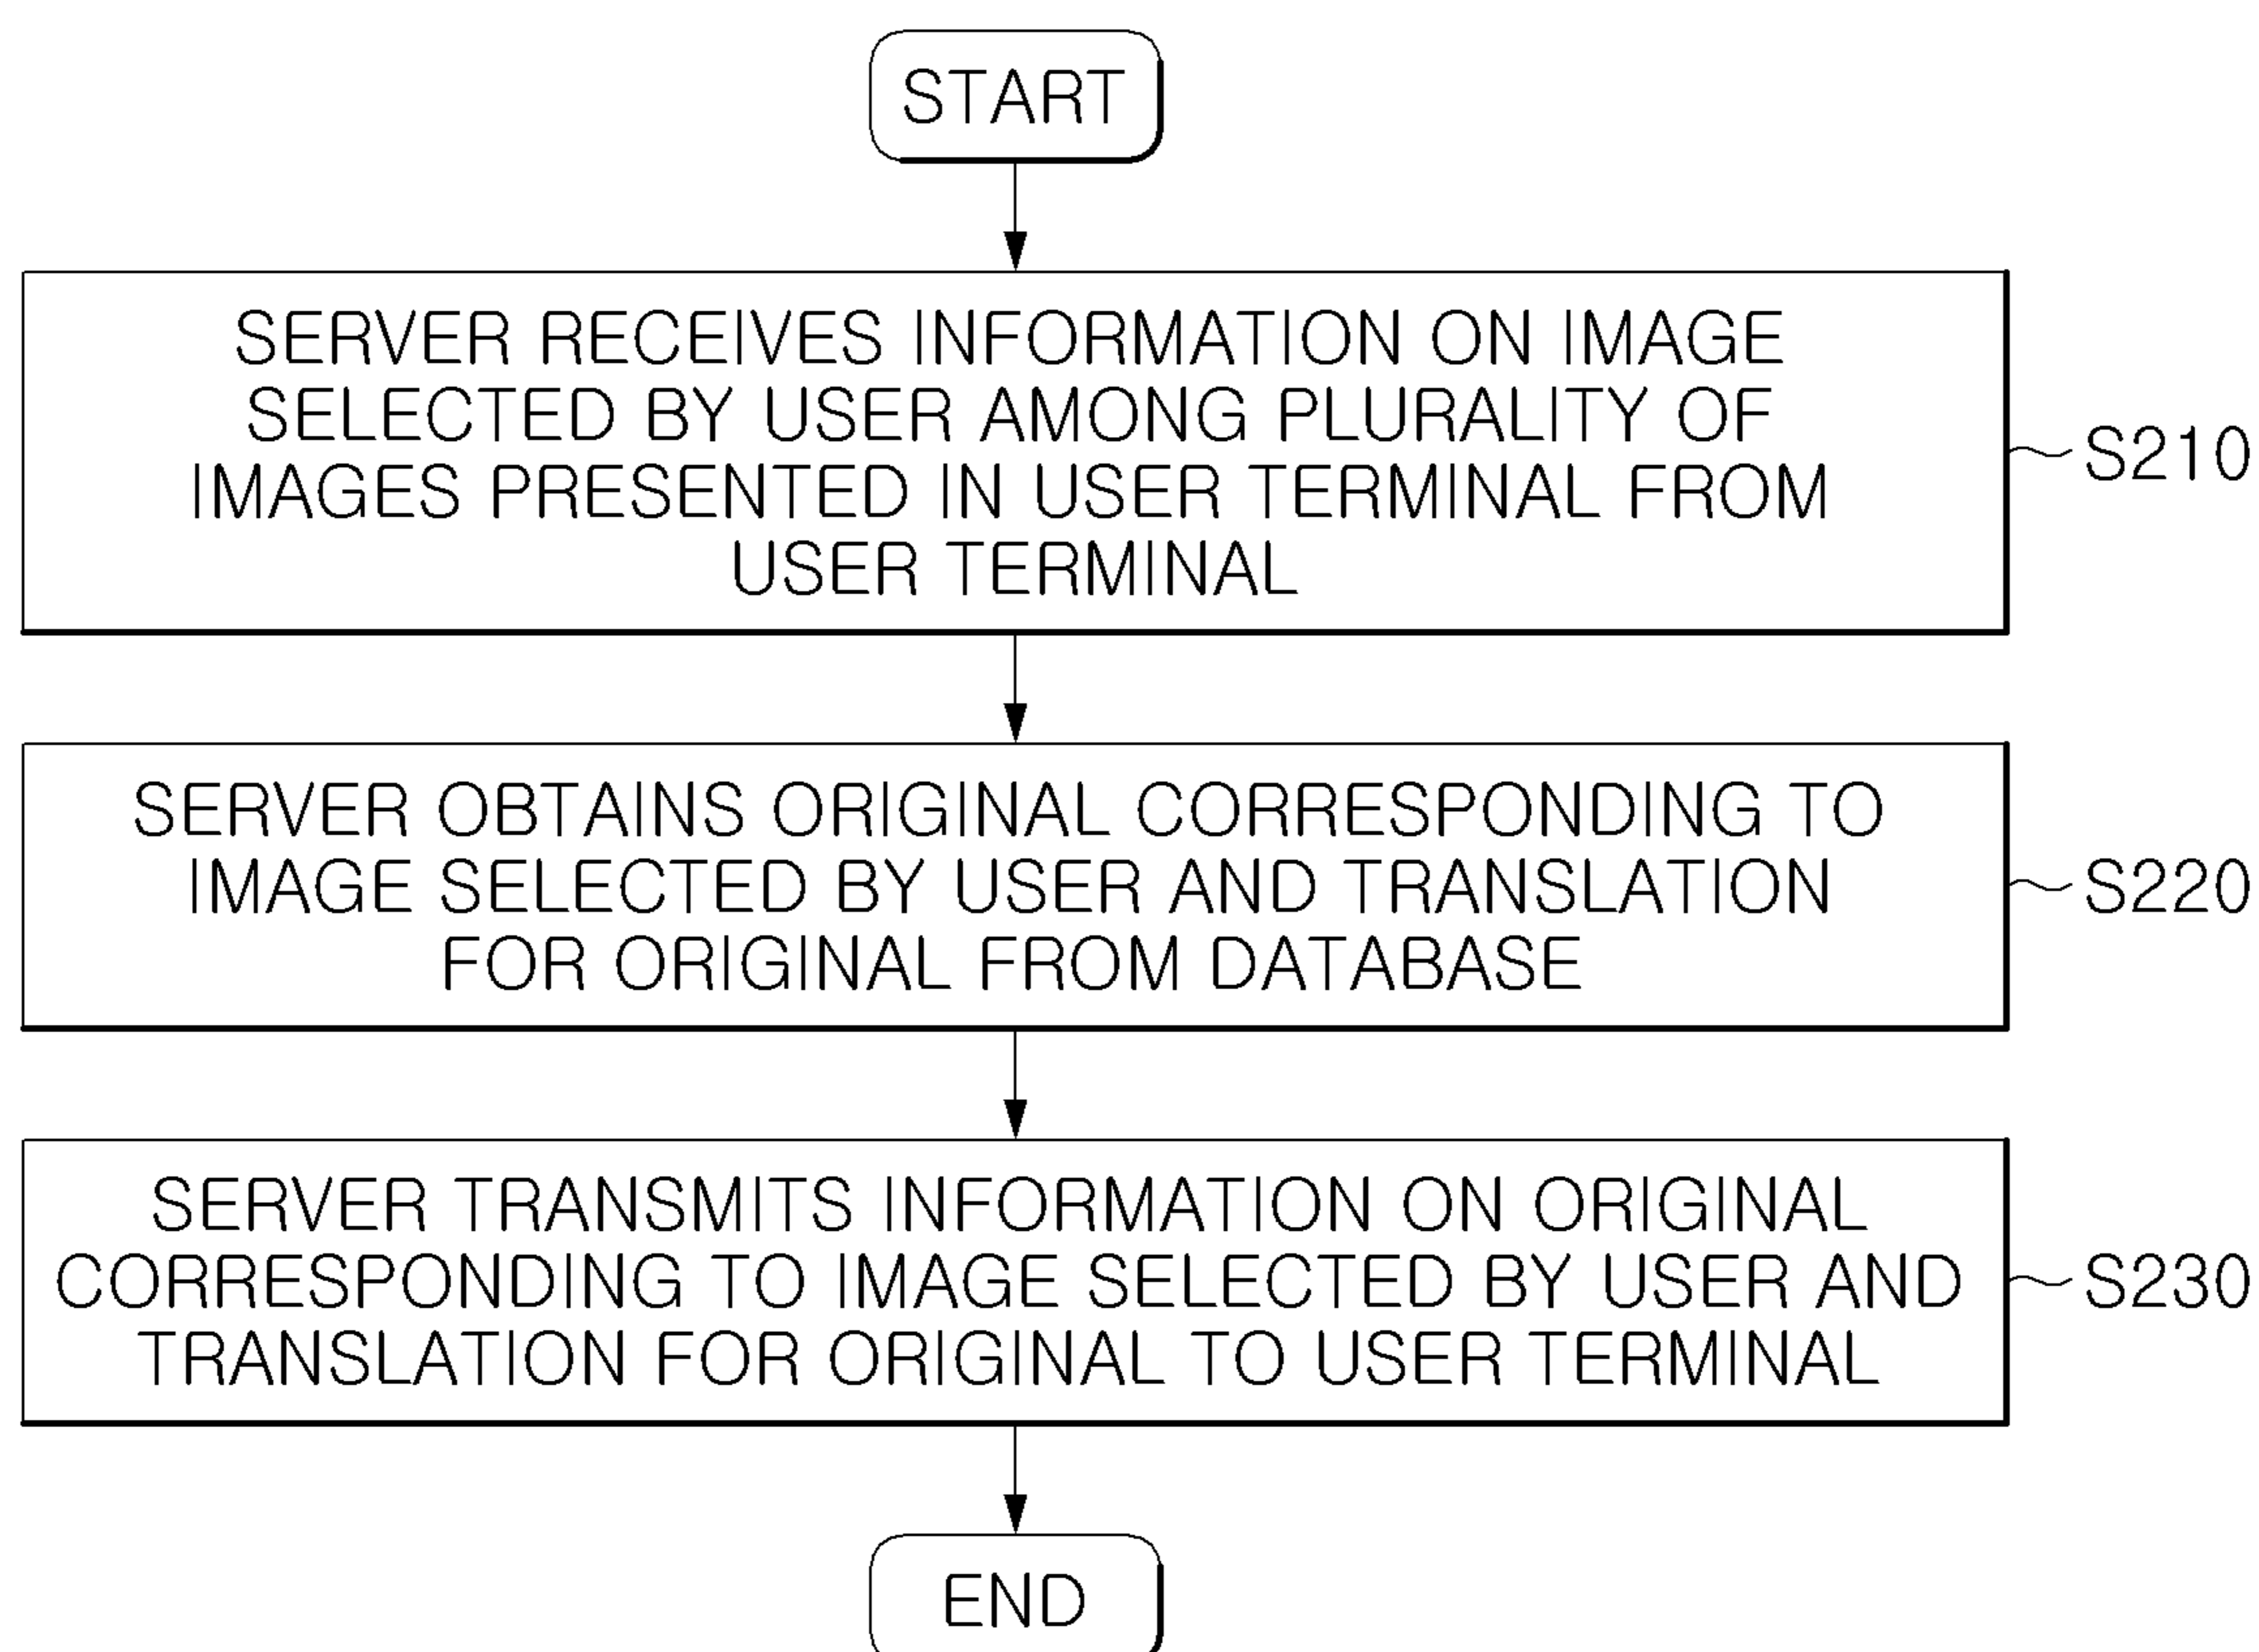 START
SERVER RECEIVES INFORMATION ON IMAGE
SELECTED BY USER AMONG PLURALITY OF
IMAGES PRESENTED IN USER TERMINAL FROM
USER TERMINAL
S210
SERVER OBTAINS ORIGINAL CORRESPONDING TO
IMAGE SELECTED BY USER AND TRANSLATION
FOR ORIGINAL FROM DATABASE
S220
SERVER TRANSMITS INFORMATION ON ORIGINAL
CORRESPONDING TO IMAGE SELECTED BY USER AND
TRANSLATION FOR ORIGINAL TO USER TERMINAL
S230
END